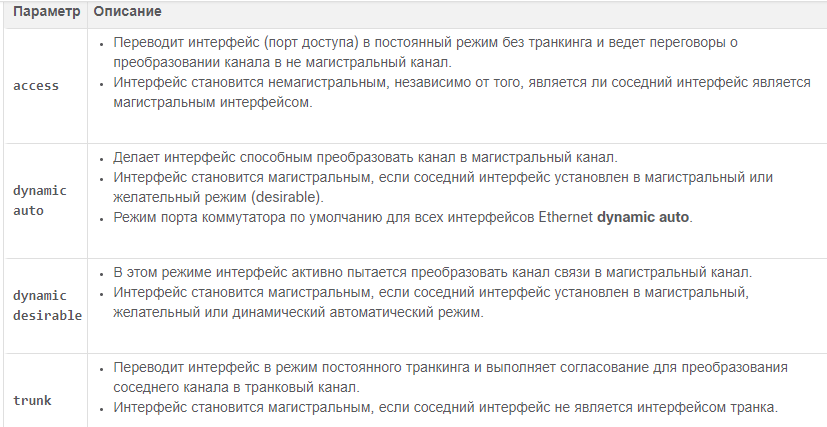 Параметр Описание
access
Переводит интерфейс (порт доступа) в постоянный режим без транкинга и ведет переговоры о
преобразовании канала в не магистральный канал.
Интерфейс становится немагистральным, независимо от того, является ли соседний интерфейс является
магистральным интерфейсом.
dynamic
auto
Делает интерфейс способным преобразовать канал в магистральный канал.
Интерфейс становится магистральным, если соседний интерфейс установлен в магистральный или
желательный режим (desirable).
Режим порта коммутатора по умолчанию для всех интерфейсов Ethernet dynamic auto.
dynamic
desirable
В этом режиме интерфейс активно пытается преобразовать канал связи в магистральный канал.
Интерфейс становится магистральным, если соседний интерфейс установлен в магистральный,
желательный или динамический автоматический режим.
trunk
Переводит интерфейс в режим постоянного транкинга и выполняет согласование для преобразования
соседнего канала в транковый канал.
Интерфейс становится магистральным, если соседний интерфейс не является интерфейсом транка.